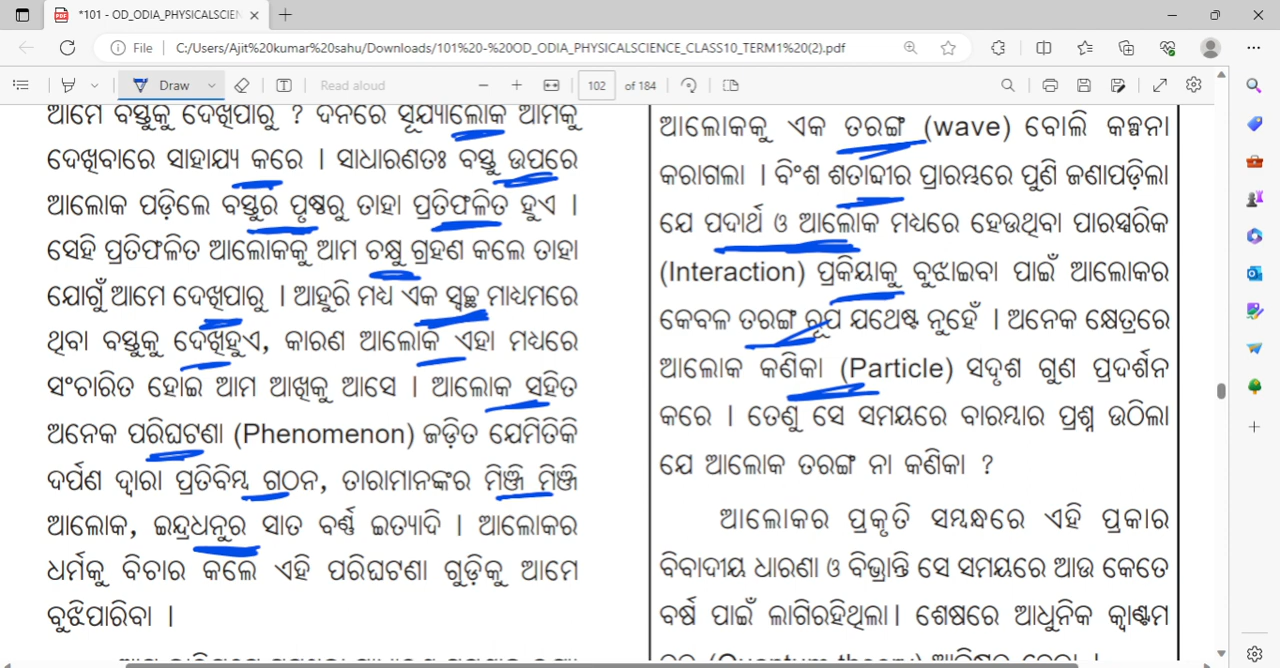 *101 - OD_ODIA_PHYSICALSCIEN
File
C:/Users/Ajit%20kumar%20sahu/Downloads/101%20-%20OD_ODIA_PHYSICALSCIENCE_CLASS10_TERM1%20(2).pdf
Draw
Read aloud
102 of 184
ଆମେ ବସ୍ତୁକୁ ଦେଖିପାରୁ ? ଦିନରେ ସୂର୍ଯ୍ୟାଲୋକ ଆମକୁ
ଦେଖିବାରେ ସାହାଯ୍ୟ କରେ । ସାଧାରଣତଃ ବସ୍ତୁ ଉପରେ
ଆଲୋକ ପଡ଼ିଲେ ବସ୍ତୁର ପୃଷ୍ଠରୁ ତାହା ପ୍ରତିଫଳିତ ହୁଏ ।
ସେହି ପ୍ରତିଫଳିତ ଆଲୋକକୁ ଆମ ଚକ୍ଷୁ ଗ୍ରହଣ କଲେ ତାହା
ଯୋଗୁଁ ଆମେ ଦେଖିପାରୁ । ଆହୁରି ମଧ୍ୟ ଏକ ସ୍ୱଚ୍ଛ ମାଧ୍ୟମରେ
ଥିବା ବସ୍ତୁକୁ ଦେଖିହୁଏ, କାରଣ ଆଲୋକ ଏହା ମଧ୍ୟରେ
ସଂଚାରିତ ହୋଇ ଆମ ଆଖିକୁ ଆସେ । ଆଲୋକ ସହିତ
ଅନେକ ପରିଘଟଣା (Phenomenon) ଜଡ଼ିତ ଯେମିତିକି
ଦର୍ପଣ ଦ୍ୱାରା ପ୍ରତିବିମ୍ବ ଗଠନ, ତାରାମାନଙ୍କର ମିଞ୍ଜି ମିଞ୍ଜି
ଆଲୋକ, ଇନ୍ଦ୍ରଧନୁର ସାତ ବର୍ଣ୍ଣ ଇତ୍ୟାଦି । ଆଲୋକର
ଧର୍ମକୁ ବିଚାର କଲେ ଏହି ପରିଘଟଣା ଗୁଡ଼ିକୁ ଆମେ
ବୁଝିପାରିବା ।
ଆଲୋକକୁ ଏକ ତରଙ୍ଗ (wave) ବୋଲି କଳ୍ପନା
କରାଗଲା । ବିଂଶ ଶତାବ୍ଦୀର ପ୍ରାରମ୍ଭରେ ପୁଣି ଜଣାପଡ଼ିଲା
ଯେ ପଦାର୍ଥ ଓ ଆଲୋକ ମଧ୍ୟରେ ହେଉଥିବା ପାରସ୍ପରିକ
(Interaction) ପ୍ରକିୟାକୁ ବୁଝାଇବା ପାଇଁ ଆଲୋକର
କେବଳ ତରଙ୍ଗ ରୂପ ଯଥେଷ୍ଟ ନୁହେଁ । ଅନେକ କ୍ଷେତ୍ରରେ
ଆଲୋକ କଣିକା (Particle) ସଦୃଶ ଗୁଣ ପ୍ରଦର୍ଶନ
କରେ । ତେଣୁ ସେ ସମୟରେ ବାରମ୍ବାର ପ୍ରଶ୍ନ ଉଠିଲା
ଯେ ଆଲୋକ ତରଙ୍ଗ ନା କଣିକା ?
ଆଲୋକର ପ୍ରକୃତି ସମ୍ବନ୍ଧରେ ଏହି ପ୍ରକାର
ବିବାଦୀୟ ଧାରଣା ଓ ବିଭ୍ରାନ୍ତି ସେ ସମୟରେ ଆଉ କେତେ
ବର୍ଷ ପାଇଁ ଲାଗିରହିଥିଲା। ଶେଷରେ ଆଧୁନିକ କ୍ୱାଣ୍ଟମ
(Quantum theory)